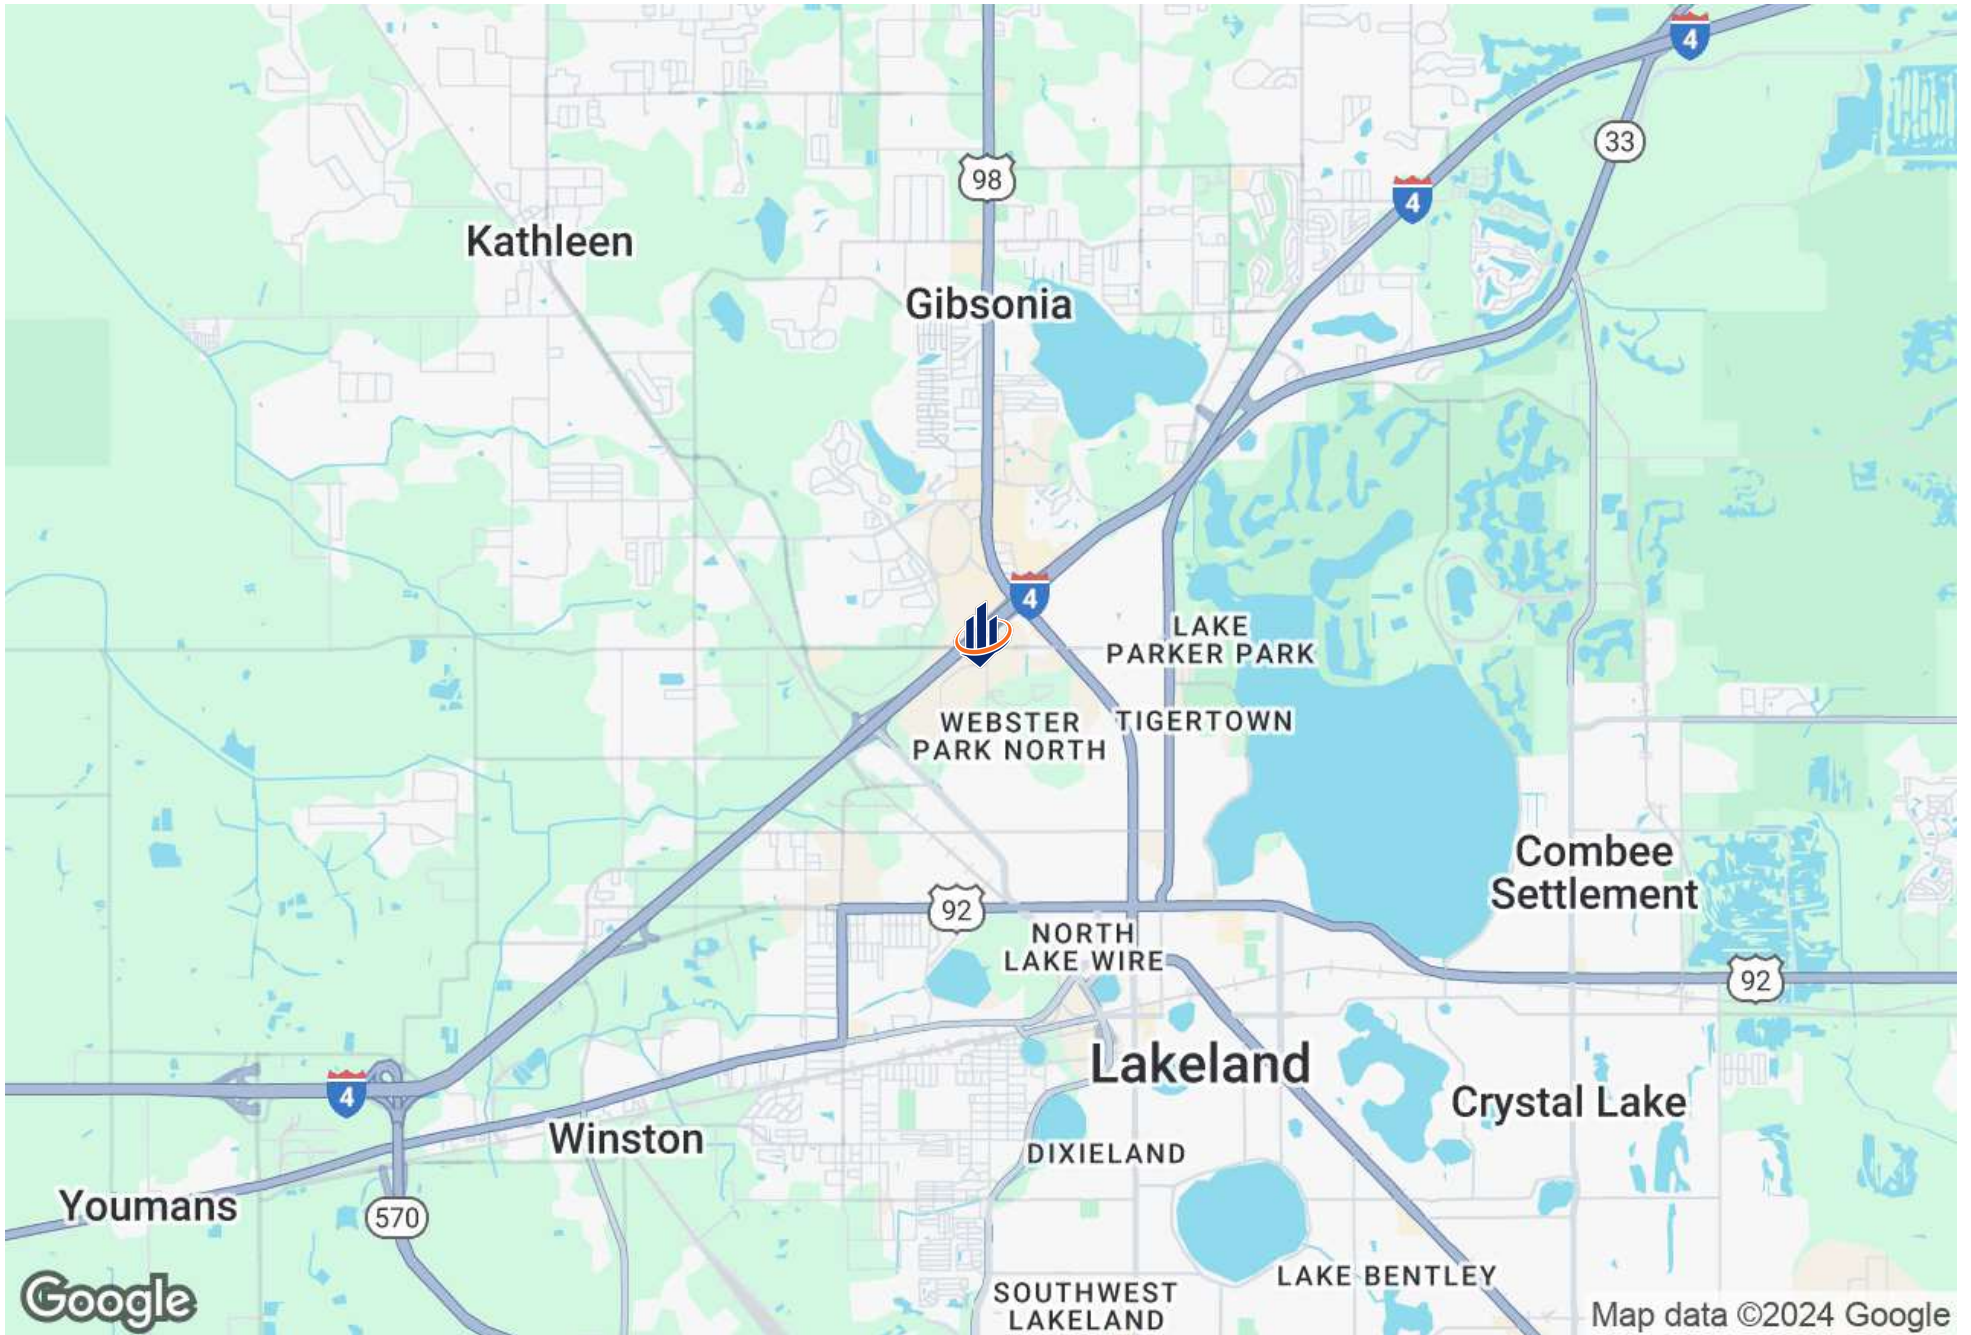 4
33
98
4
Kathleen
Gibsonia
4
LAKE
PARKER PARK
WEBSTER
PARK NORTH
TIGERTOWN
Combee
Settlement
92
NORTH
LAKE WIRE
92
Lakeland
4
Crystal Lake
Winston
DIXIELAND
Youmans
570
LAKE BENTLEY
SOUTHWEST
LAKELAND
Google
Map data ©2024 Google